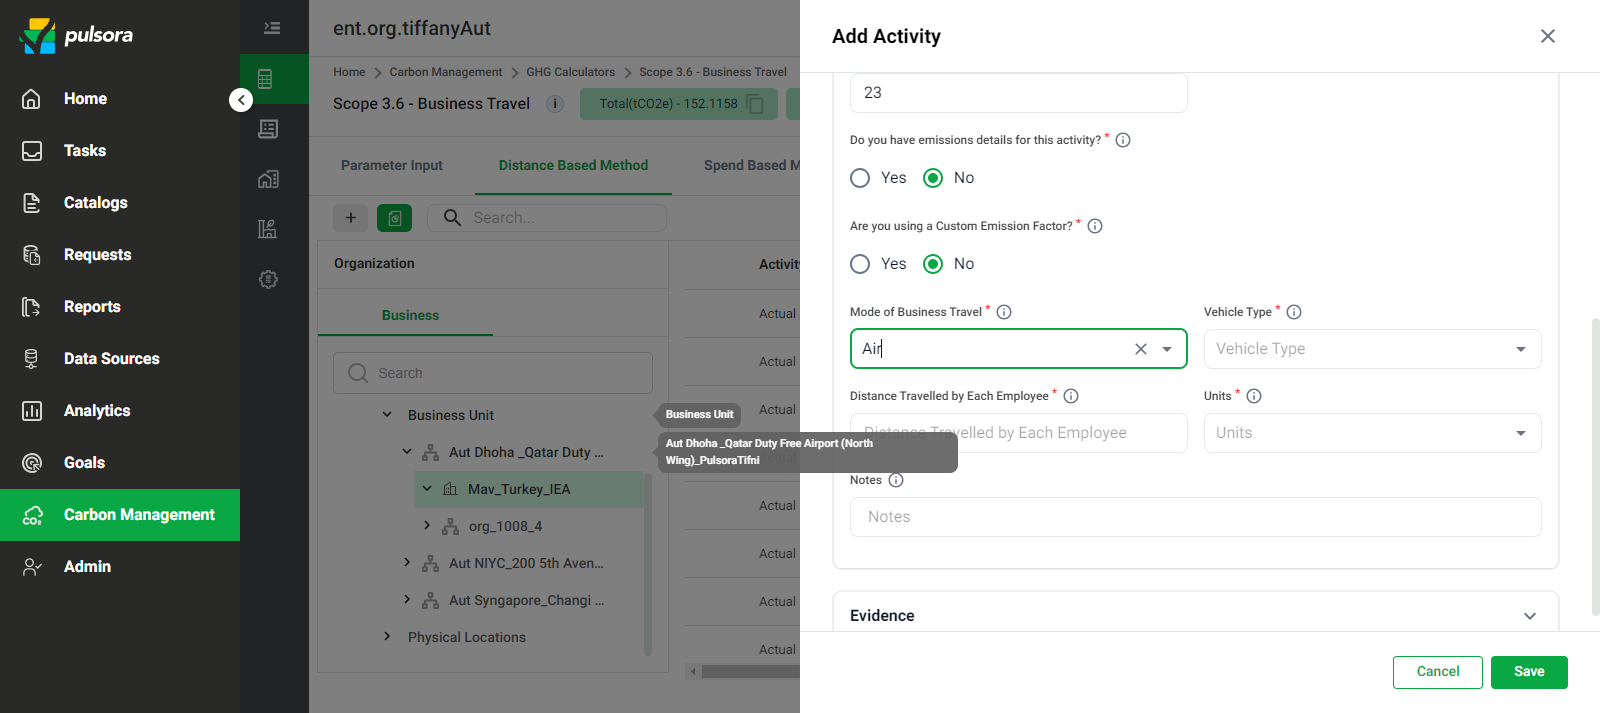 pulsora
Home
Tasks
Catalogs
Requests
Reports
Data Sources
Analytics
Goals
Carbon Management
Admin
ent.org.tiffanyAut
Home > Carbon Management > GHG Calculators > Scope 3.6 - Business Travel
Scope 3.6 - Business Travel
Total(tCO2e) - 152.1158
Parameter Input
Distance Based Method
Spend Based M
Search...
Organization
Business
Search
Business Unit
Aut Dhoha _Qatar Duty ...
Mav_Turkey_IEA
org_1008_4
Aut NIYC_200 5th Aven...
Aut Syngapore_Changi ...
Physical Locations
Business Unit
Aut Dhoha _Qatar Duty Free Airport (North
Wing)_PulsoraTifni
Activity
Actual
Actual
Actual
Actual
Actual
Actual
Actual
Actual
Add Activity
23
Do you have emissions details for this activity? *
Yes No
Are you using a Custom Emission Factor? *
Yes No
Mode of Business Travel *
Air
Vehicle Type *
Vehicle Type
Distance Travelled by Each Employee *
Distance Travelled by Each Employee
Units *
Units
Notes
Notes
Evidence
Cancel
Save